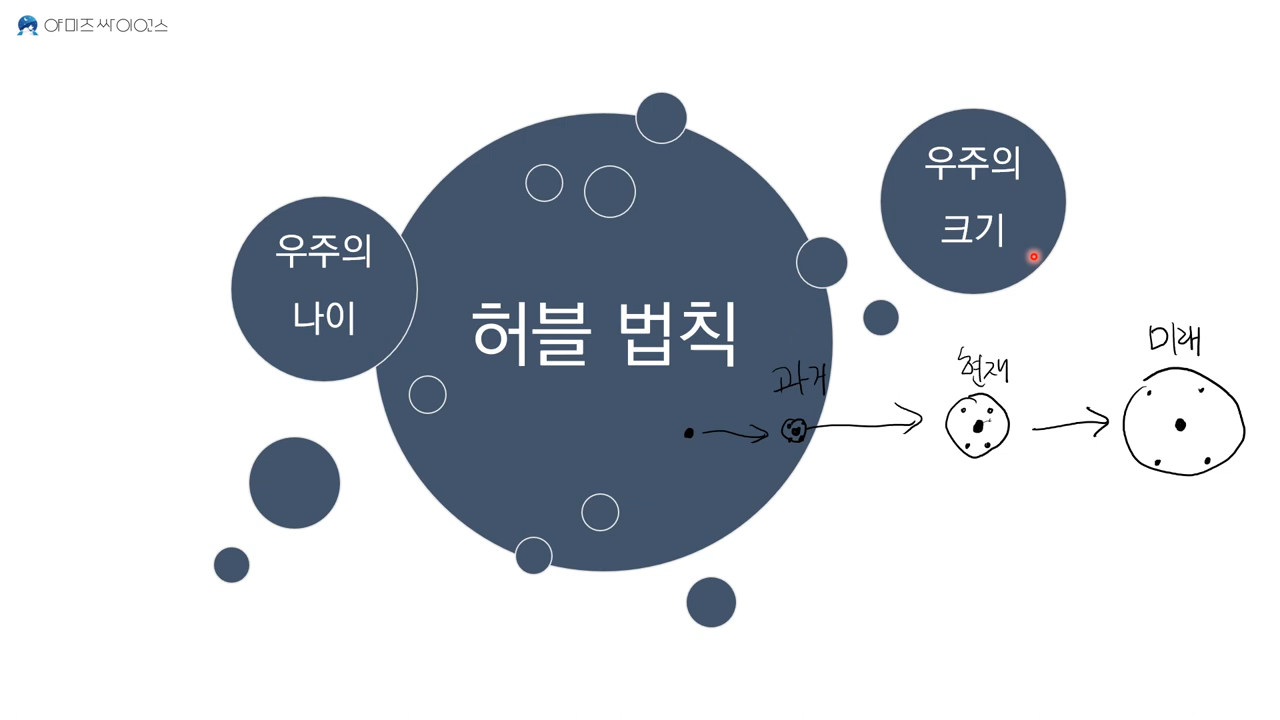 야미즈 싸이언스
우주의
나이
허블 법칙
우주의
크기
과거
현재
미래